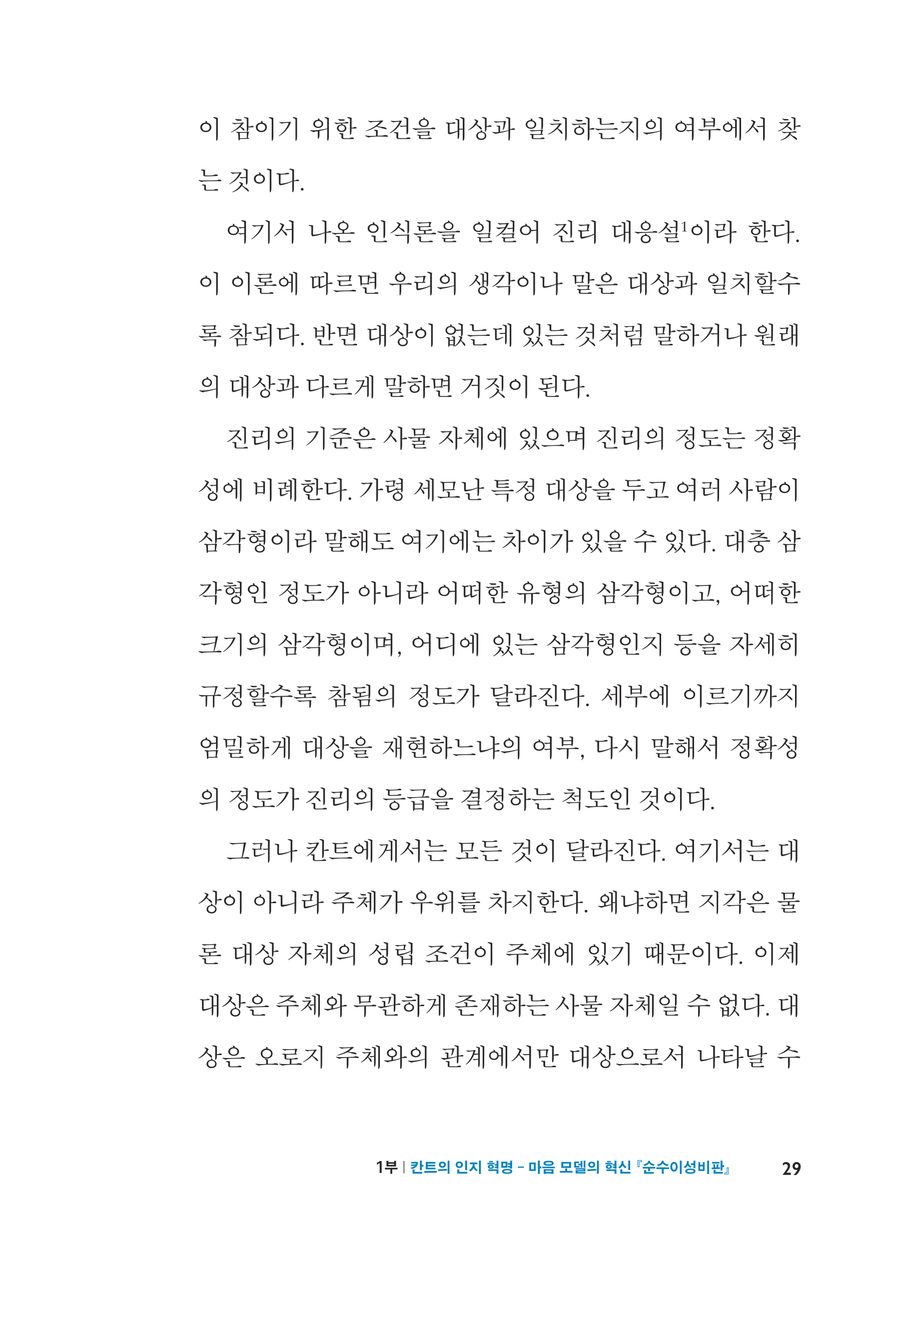 이 참이기 위한 조건을 대상과 일치하는지의 여부에서 찾
는 것이다.
여기서 나온 인식론을 일컬어 진리 대응설1이라 한다.
이 이론에 따르면 우리의 생각이나 말은 대상과 일치할수
록 참되다. 반면 대상이 없는데 있는 것처럼 말하거나 원래
의 대상과 다르게 말하면 거짓이 된다.
진리의 기준은 사물 자체에 있으며 진리의 정도는 정확
성에 비례한다. 가령 세모난 특정 대상을 두고 여러 사람이
삼각형이라 말해도 여기에는 차이가 있을 수 있다. 대충 삼
각형인 정도가 아니라 어떠한 유형의 삼각형이고, 어떠한
크기의 삼각형이며, 어디에 있는 삼각형인지 등을 자세히
규정할수록 참됨의 정도가 달라진다. 세부에 이르기까지
엄밀하게 대상을 재현하느냐의 여부, 다시 말해서 정확성
의 정도가 진리의 등급을 결정하는 척도인 것이다.
그러나 칸트에게서는 모든 것이 달라진다. 여기서는 대
상이 아니라 주체가 우위를 차지한다. 왜냐하면 지각은 물
론 대상 자체의 성립 조건이 주체에 있기 때문이다. 이제
대상은 주체와 무관하게 존재하는 사물 자체일 수 없다. 대
상은 오로지 주체와의 관계에서만 대상으로서 나타날 수
1부 | 칸트의 인지 혁명 - 마음 모델의 혁신 『순수이성비판』 29